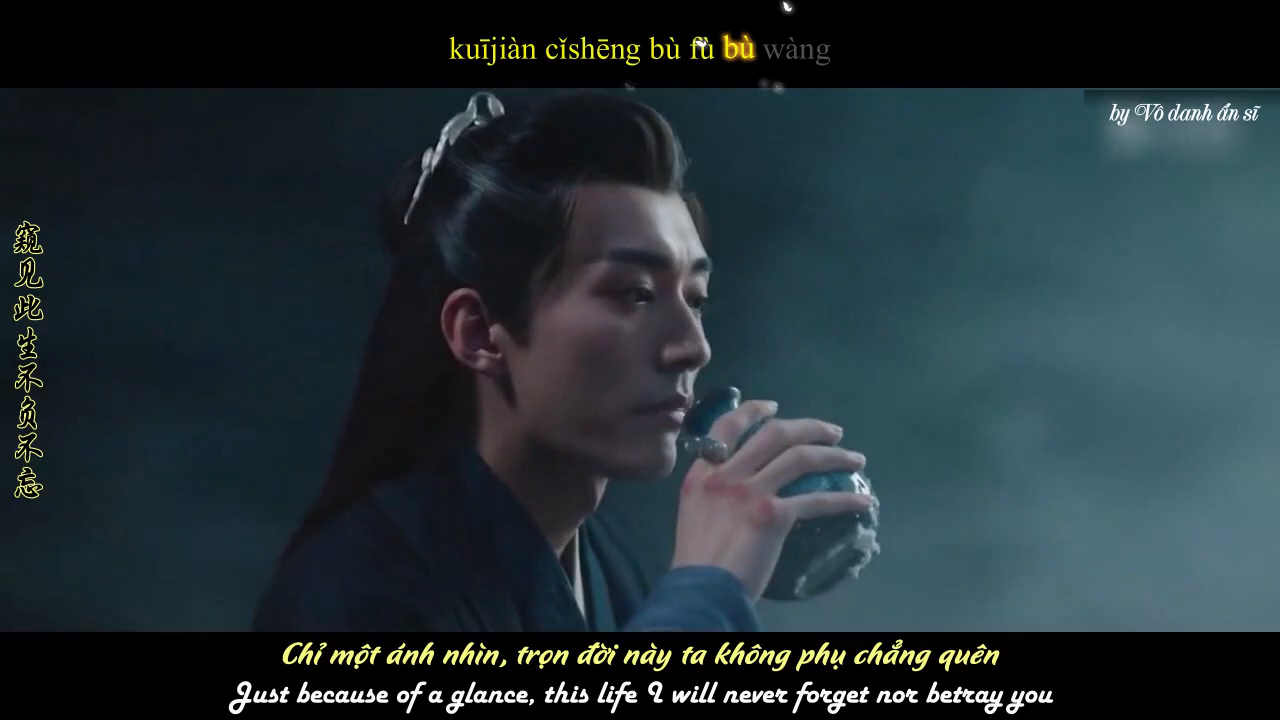 kuījiàn cǐshēng bù fù bù wàng
by Vô danh ẩn sĩ
窥见此生不负不忘
Chỉ một ánh nhìn, trọn đời này ta không phụ chẳng quên
Just because of a glance, this life I will never forget nor betray you